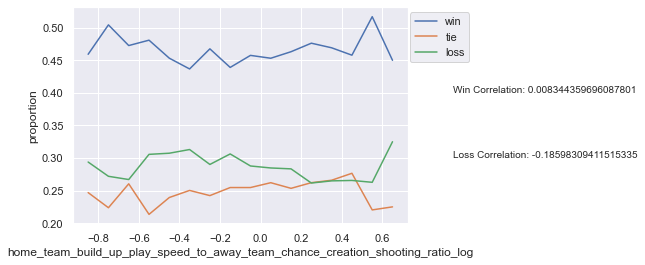 0.50
0.45
0.40
0.35
0.30
0.25
0.20
proportion
−0.8 −0.6 −0.4 −0.2 0.0 0.2 0.4 0.6
home_team_build_up_play_speed_to_away_team_chance_creation_shooting_ratio_log
win
tie
loss
Win Correlation: 0.008344359696087801
Loss Correlation: -0.18598309411515335